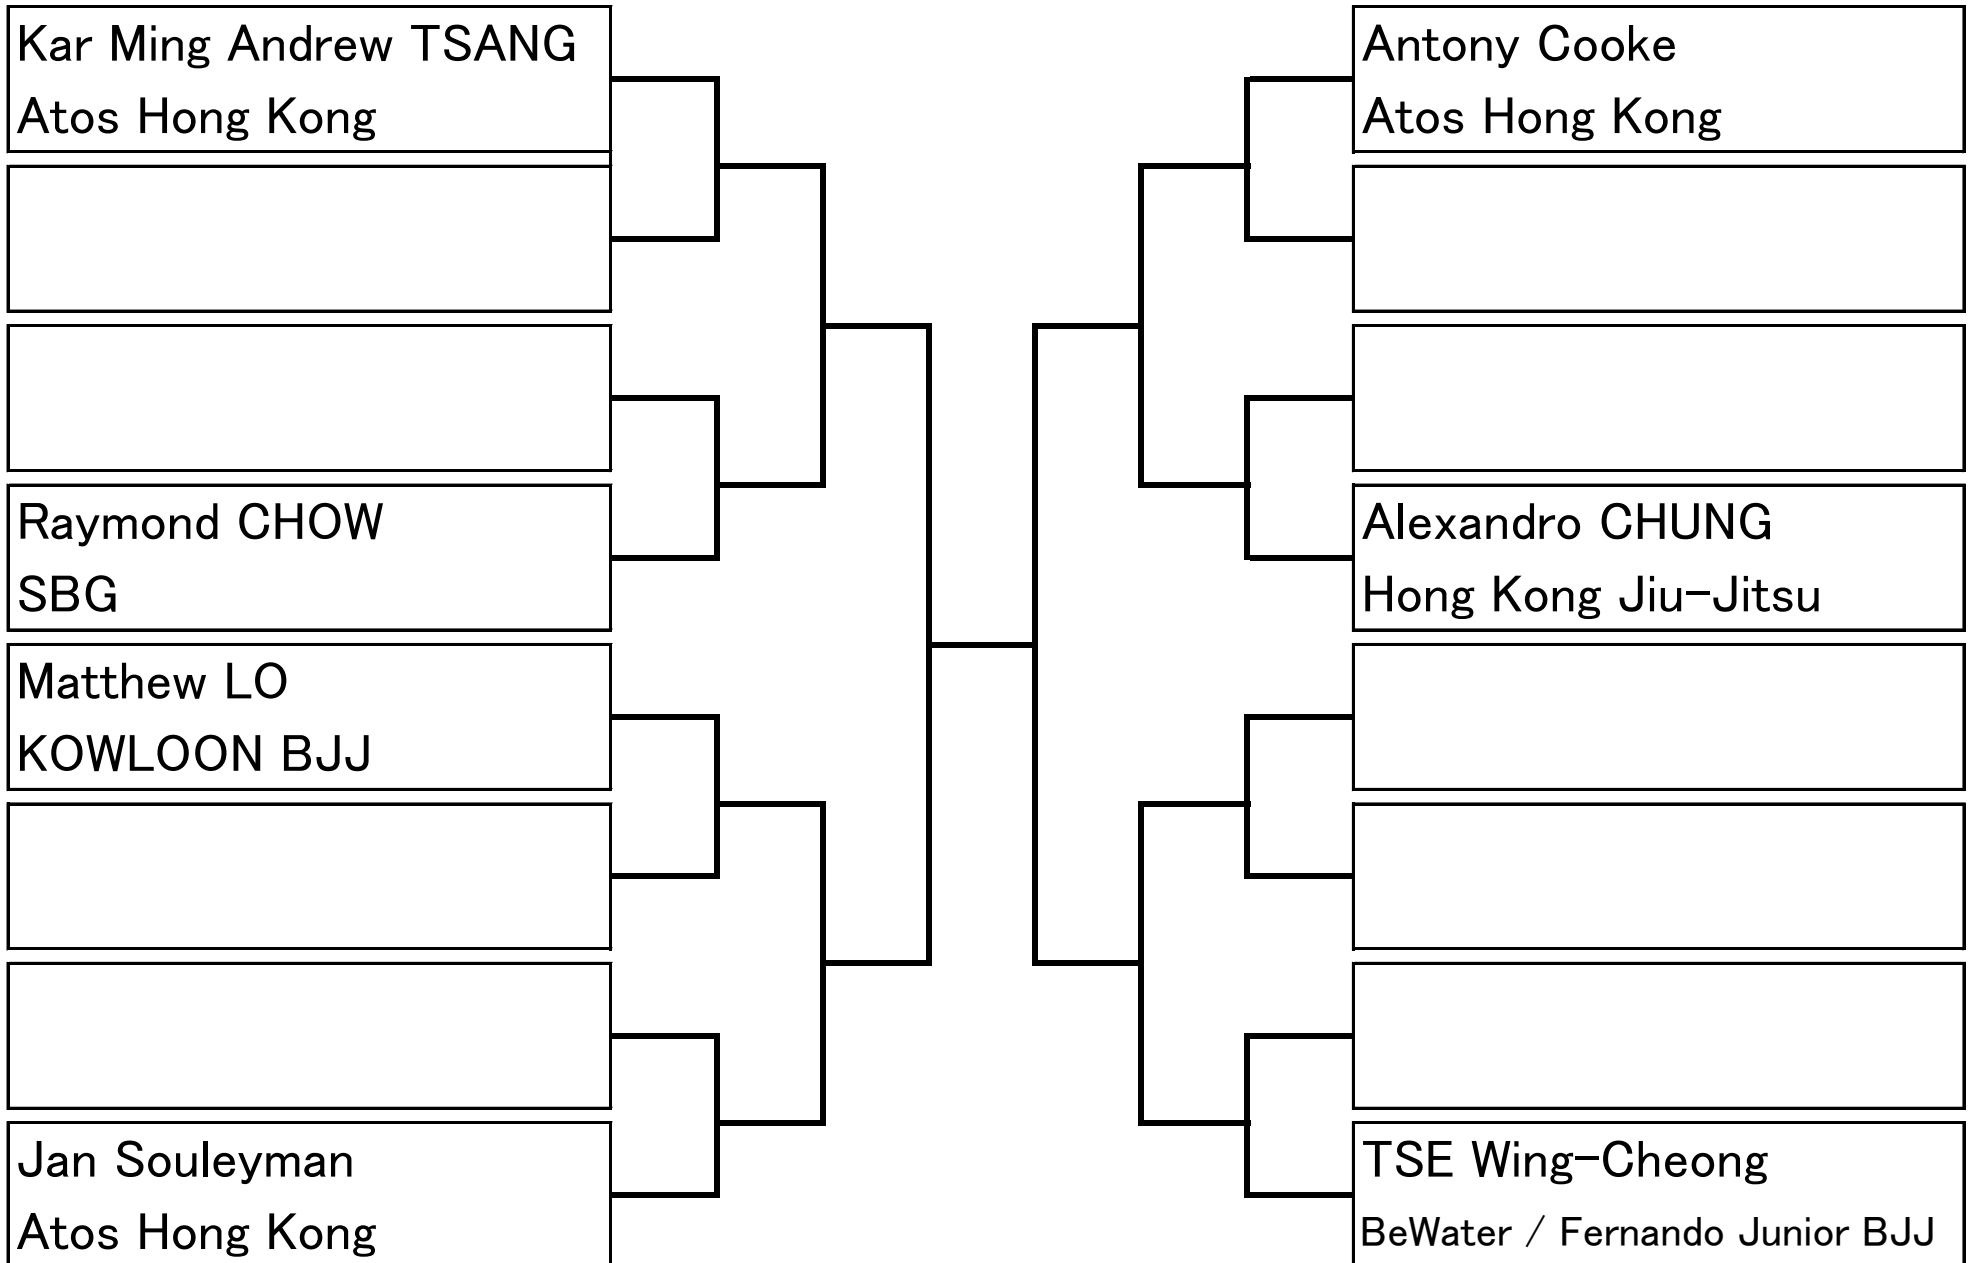 Kar Ming Andrew TSANG
Atos Hong Kong
Raymond CHOW
SBG
Matthew LO
KOWLOON BJJ
Jan Souleyman
Atos Hong Kong
Antony Cooke
Atos Hong Kong
Alexandro CHUNG
Hong Kong Jiu-Jitsu
TSE Wing-Cheong
BeWater / Fernando Junior BJJ